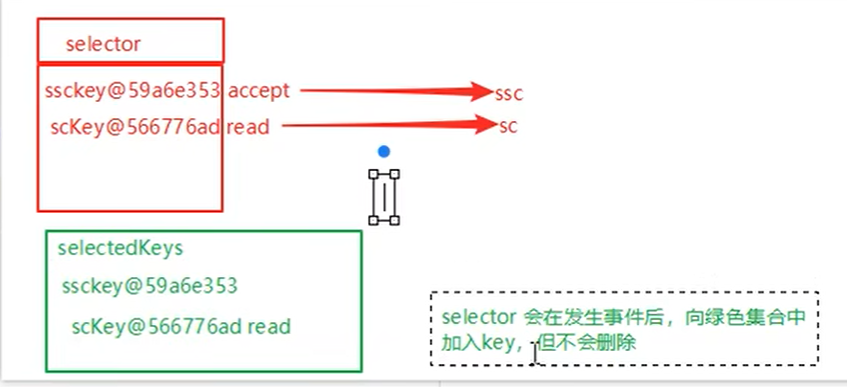 selector
ssckey@59a6e353 accept
ssc
scKey@566776ad read
sc
selectedKeys
ssckey@59a6e353
scKey@566776ad read
selector 会在发生事件后，向绿色集合中
加入key，但不会删除